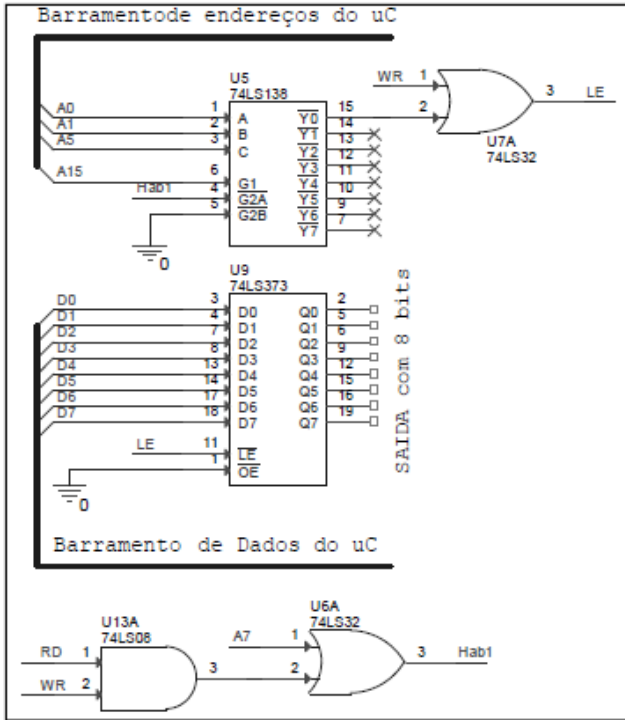 Barramentode endereços do uC
U5
74LS138
WR 1
2
3 LE
U7A
74LS32
A0 1 A Y0 15
A1 2 B Y1 14
A5 3 C Y2 13
Y3 12
A15 6 G1 Y4 11
Hab1 4 G2A Y5 10
5 G2B Y6 9
Y7 7
0
U9
74LS373
D0 3 D0 Q0 2
D1 4 D1 Q1 5
D2 7 D2 Q2 6
D3 8 D3 Q3 9
D4 13 D4 Q4 12
D5 14 D5 Q5 15
D6 17 D6 Q6 16
D7 18 D7 Q7 19
LE 11 LE
1 OE
0
SAIDA com 8 bits
Barramento de Dados do uC
U13A
74LS08
RD 1
WR 2
3
U6A
74LS32
A7 1
2
3 Hab1